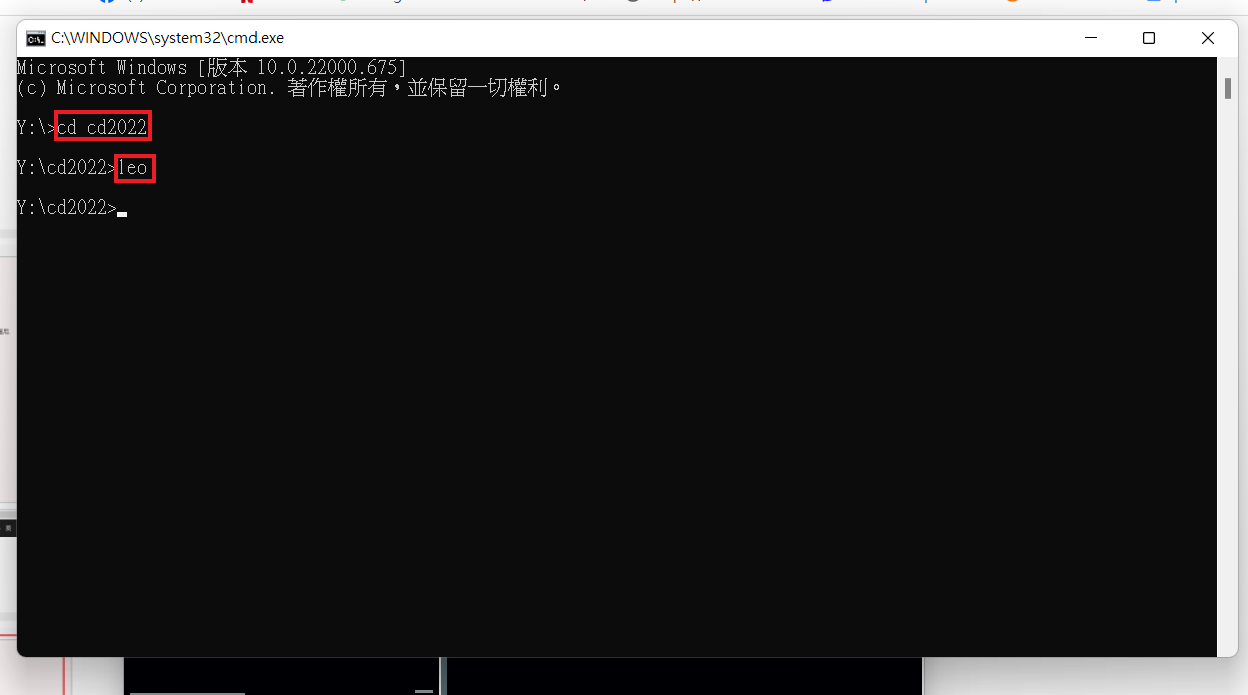 C:\WINDOWS\system32\cmd.exe
Microsoft Windows [版本 10.0.22000.675]
(c) Microsoft Corporation. 著作權所有，並保留一切權利。
Y:\>cd cd2022
Y:\cd2022>leo
Y:\cd2022>